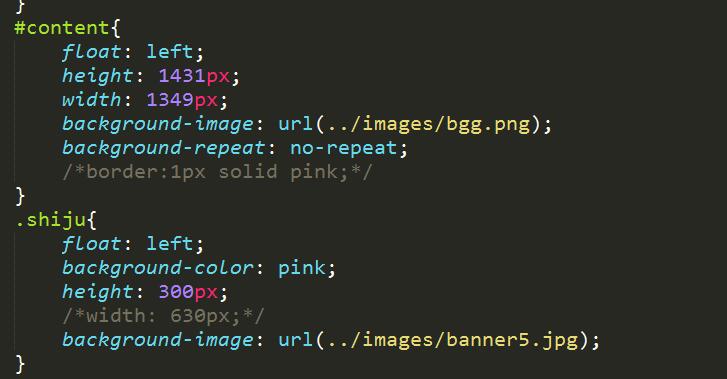 }
#content{
float: left;
height: 1431px;
width: 1349px;
background-image: url(../images/bgg.png);
background-repeat: no-repeat;
/*border:1px solid pink;*/
}
.shiju{
float: left;
background-color: pink;
height: 300px;
/*width: 630px;*/
background-image: url(../images/banner5.jpg);
}